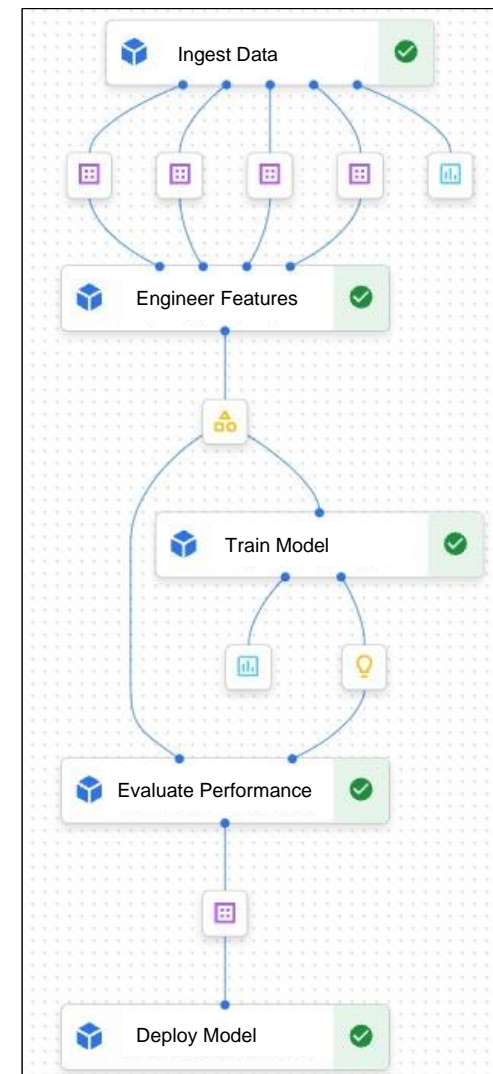 Ingest Data
Engineer Features
Train Model
Evaluate Performance
Deploy Model